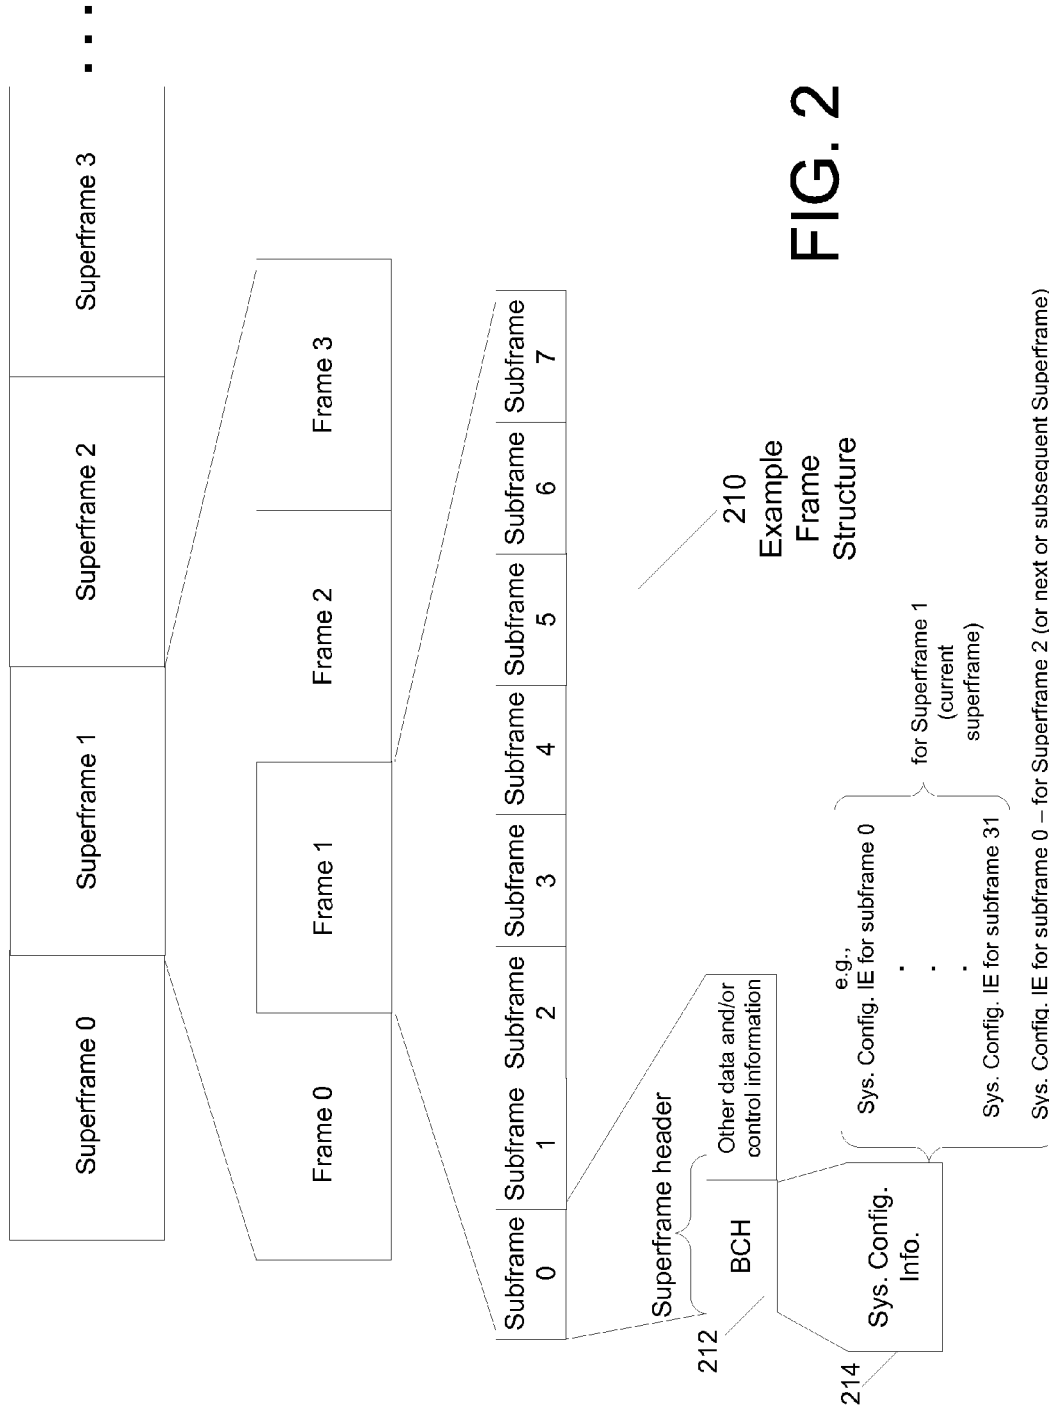 Superframe 0
Superframe 1
Superframe 2
Superframe 3
. . .
Frame 0
Frame 1
Frame 2
Frame 3
Subframe
0
Subframe
1
Subframe
2
Subframe
3
Subframe
4
Subframe
5
Subframe
6
Subframe
7
Superframe header
212
BCH
Other data and/or
control information
210
Example
Frame
Structure
FIG. 2
214
Sys. Config.
Info.
e.g.,
Sys. Config. IE for subframe 0
.
.
.
Sys. Config. IE for subframe 31
for Superframe 1
(current
superframe)
Sys. Config. IE for subframe 0 – for Superframe 2 (or next or subsequent Superframe)